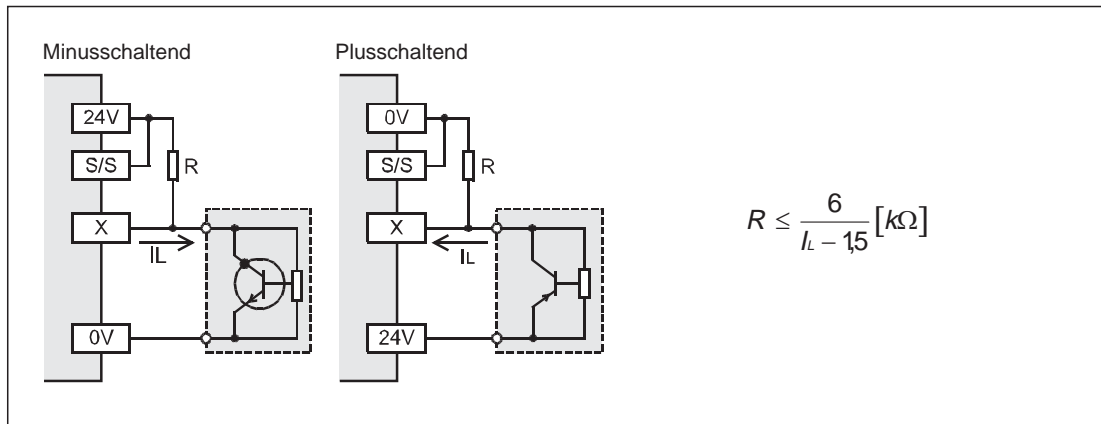 Minusschaltend
24V
S/S
R
X
IL
0V
Plusschaltend
0V
S/S
R
X
IL
24V
R ≤ 6 / (IL − 1,5) [kΩ]